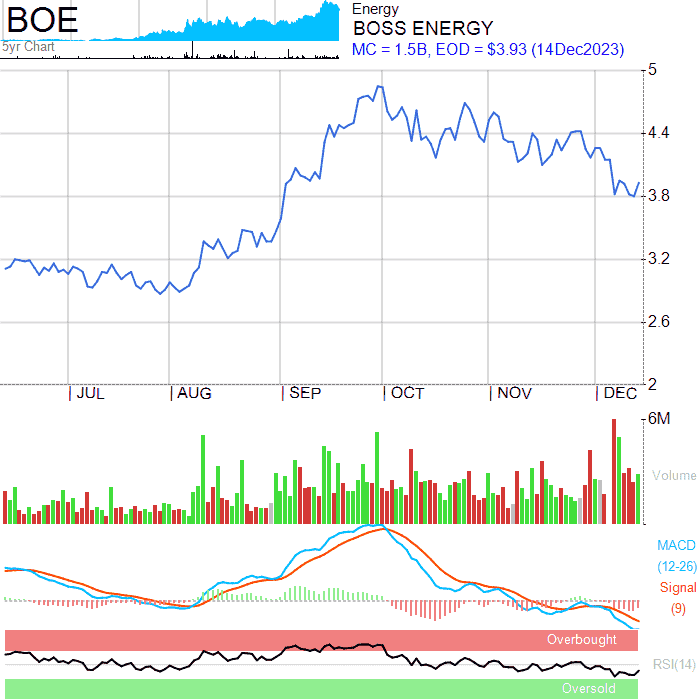 BOE
5yr Chart
Energy
BOSS ENERGY
MC = 1.5B, EOD = $3.93 (14Dec2023)
5
4.4
3.8
3.2
2.6
2
JUL AUG SEP OCT NOV DEC
6M
Volume
MACD
(12-26)
Signal
(9)
Overbought
RSI(14)
Oversold